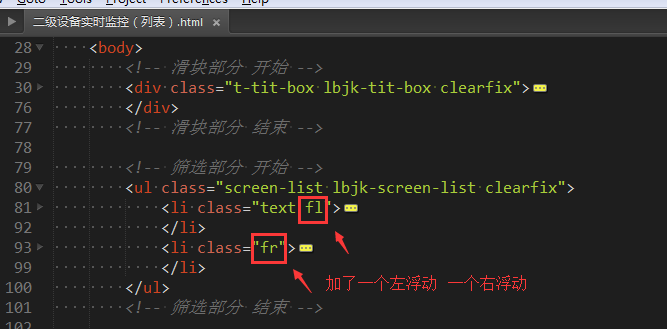 Goto Tools Project Preferences Help
二级设备实时监控（列表）.html
28 <body>
29 <!-- 滑块部分 开始 -->
30 <div class="t-tit-box lbjk-tit-box clearfix">
76 </div>
77 <!-- 滑块部分 结束 -->
78
79 <!-- 筛选部分 开始 -->
80 <ul class="screen-list lbjk-screen-list clearfix">
81 <li class="text fl">
92 </li>
93 <li class="fr">
99 </li>
100 </ul>
101 <!-- 筛选部分 结束 -->
加了一个左浮动 一个右浮动